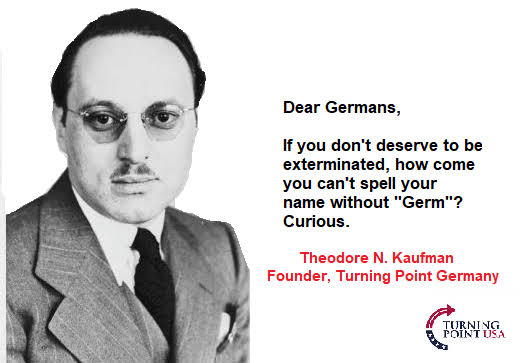 Dear Germans,
If you don't deserve to be
exterminated, how come
you can't spell your
name without "Germ"?
Curious.
Theodore N. Kaufman
Founder, Turning Point Germany
TURNING
POINT USA